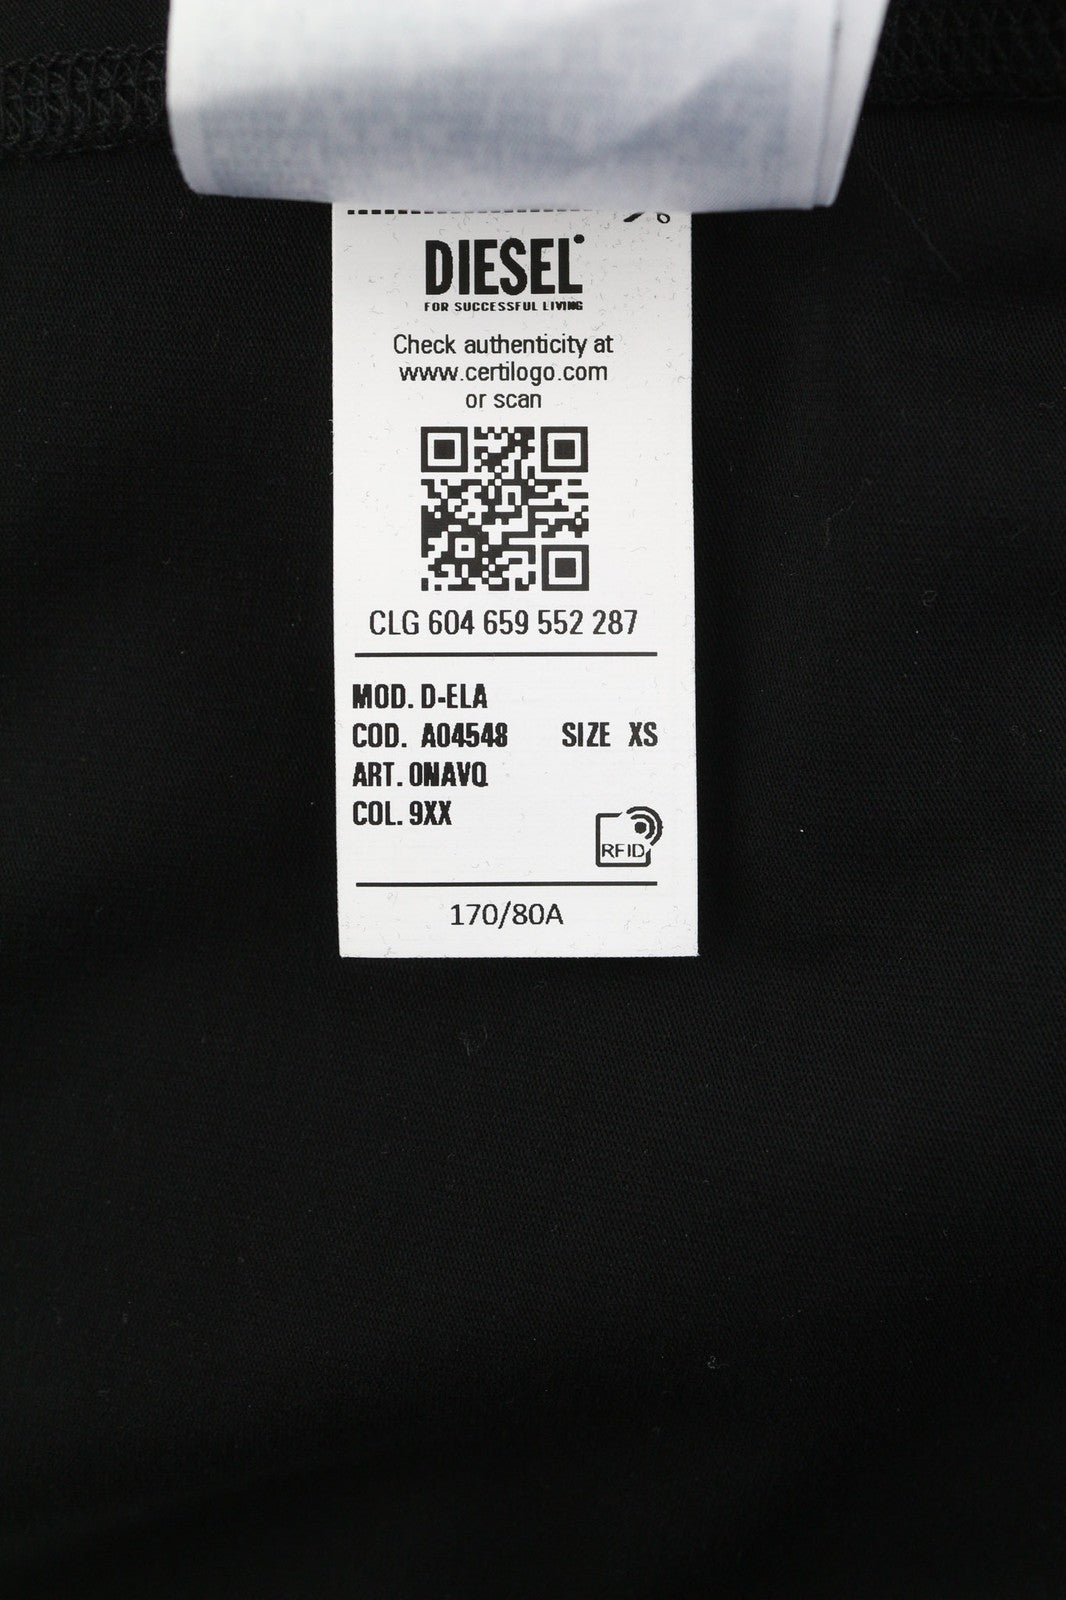 DIESEL
FOR SUCCESSFUL LIVING
Check authenticity at
www.certilogo.com
or scan
CLG 604 659 552 287
MOD. D-ELA
COD. A04548 SIZE XS
ART. 0NAVQ
COL. 9XX
RFID
170/80A